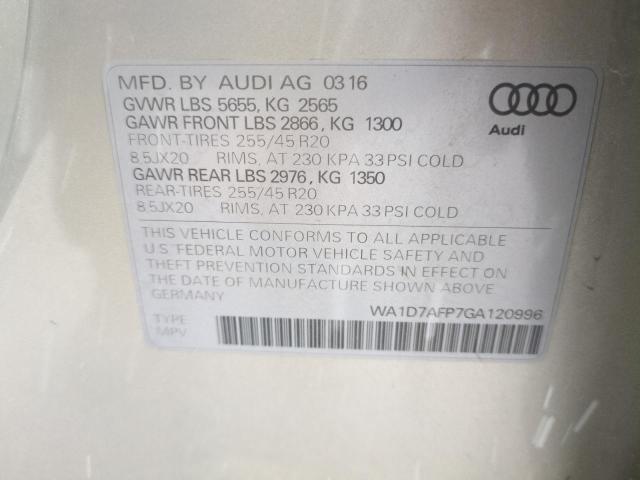 MFD. BY AUDI AG 03 16
GVWR LBS 5655, KG 2565
GAWR FRONT LBS 2866, KG 1300
FRONT-TIRES 255/45 R20
8.5JX20 RIMS, AT 230 KPA 33 PSI COLD
GAWR REAR LBS 2976, KG 1350
REAR-TIRES 255/45 R20
8.5JX20 RIMS, AT 230 KPA 33 PSI COLD
Audi
THIS VEHICLE CONFORMS TO ALL APPLICABLE
U.S. FEDERAL MOTOR VEHICLE SAFETY AND
THEFT PREVENTION STANDARDS IN EFFECT ON
THE DATE OF MANUFACTURE SHOWN ABOVE.
GERMANY
WA1D7AFP7GA120996
TYPE
MPV